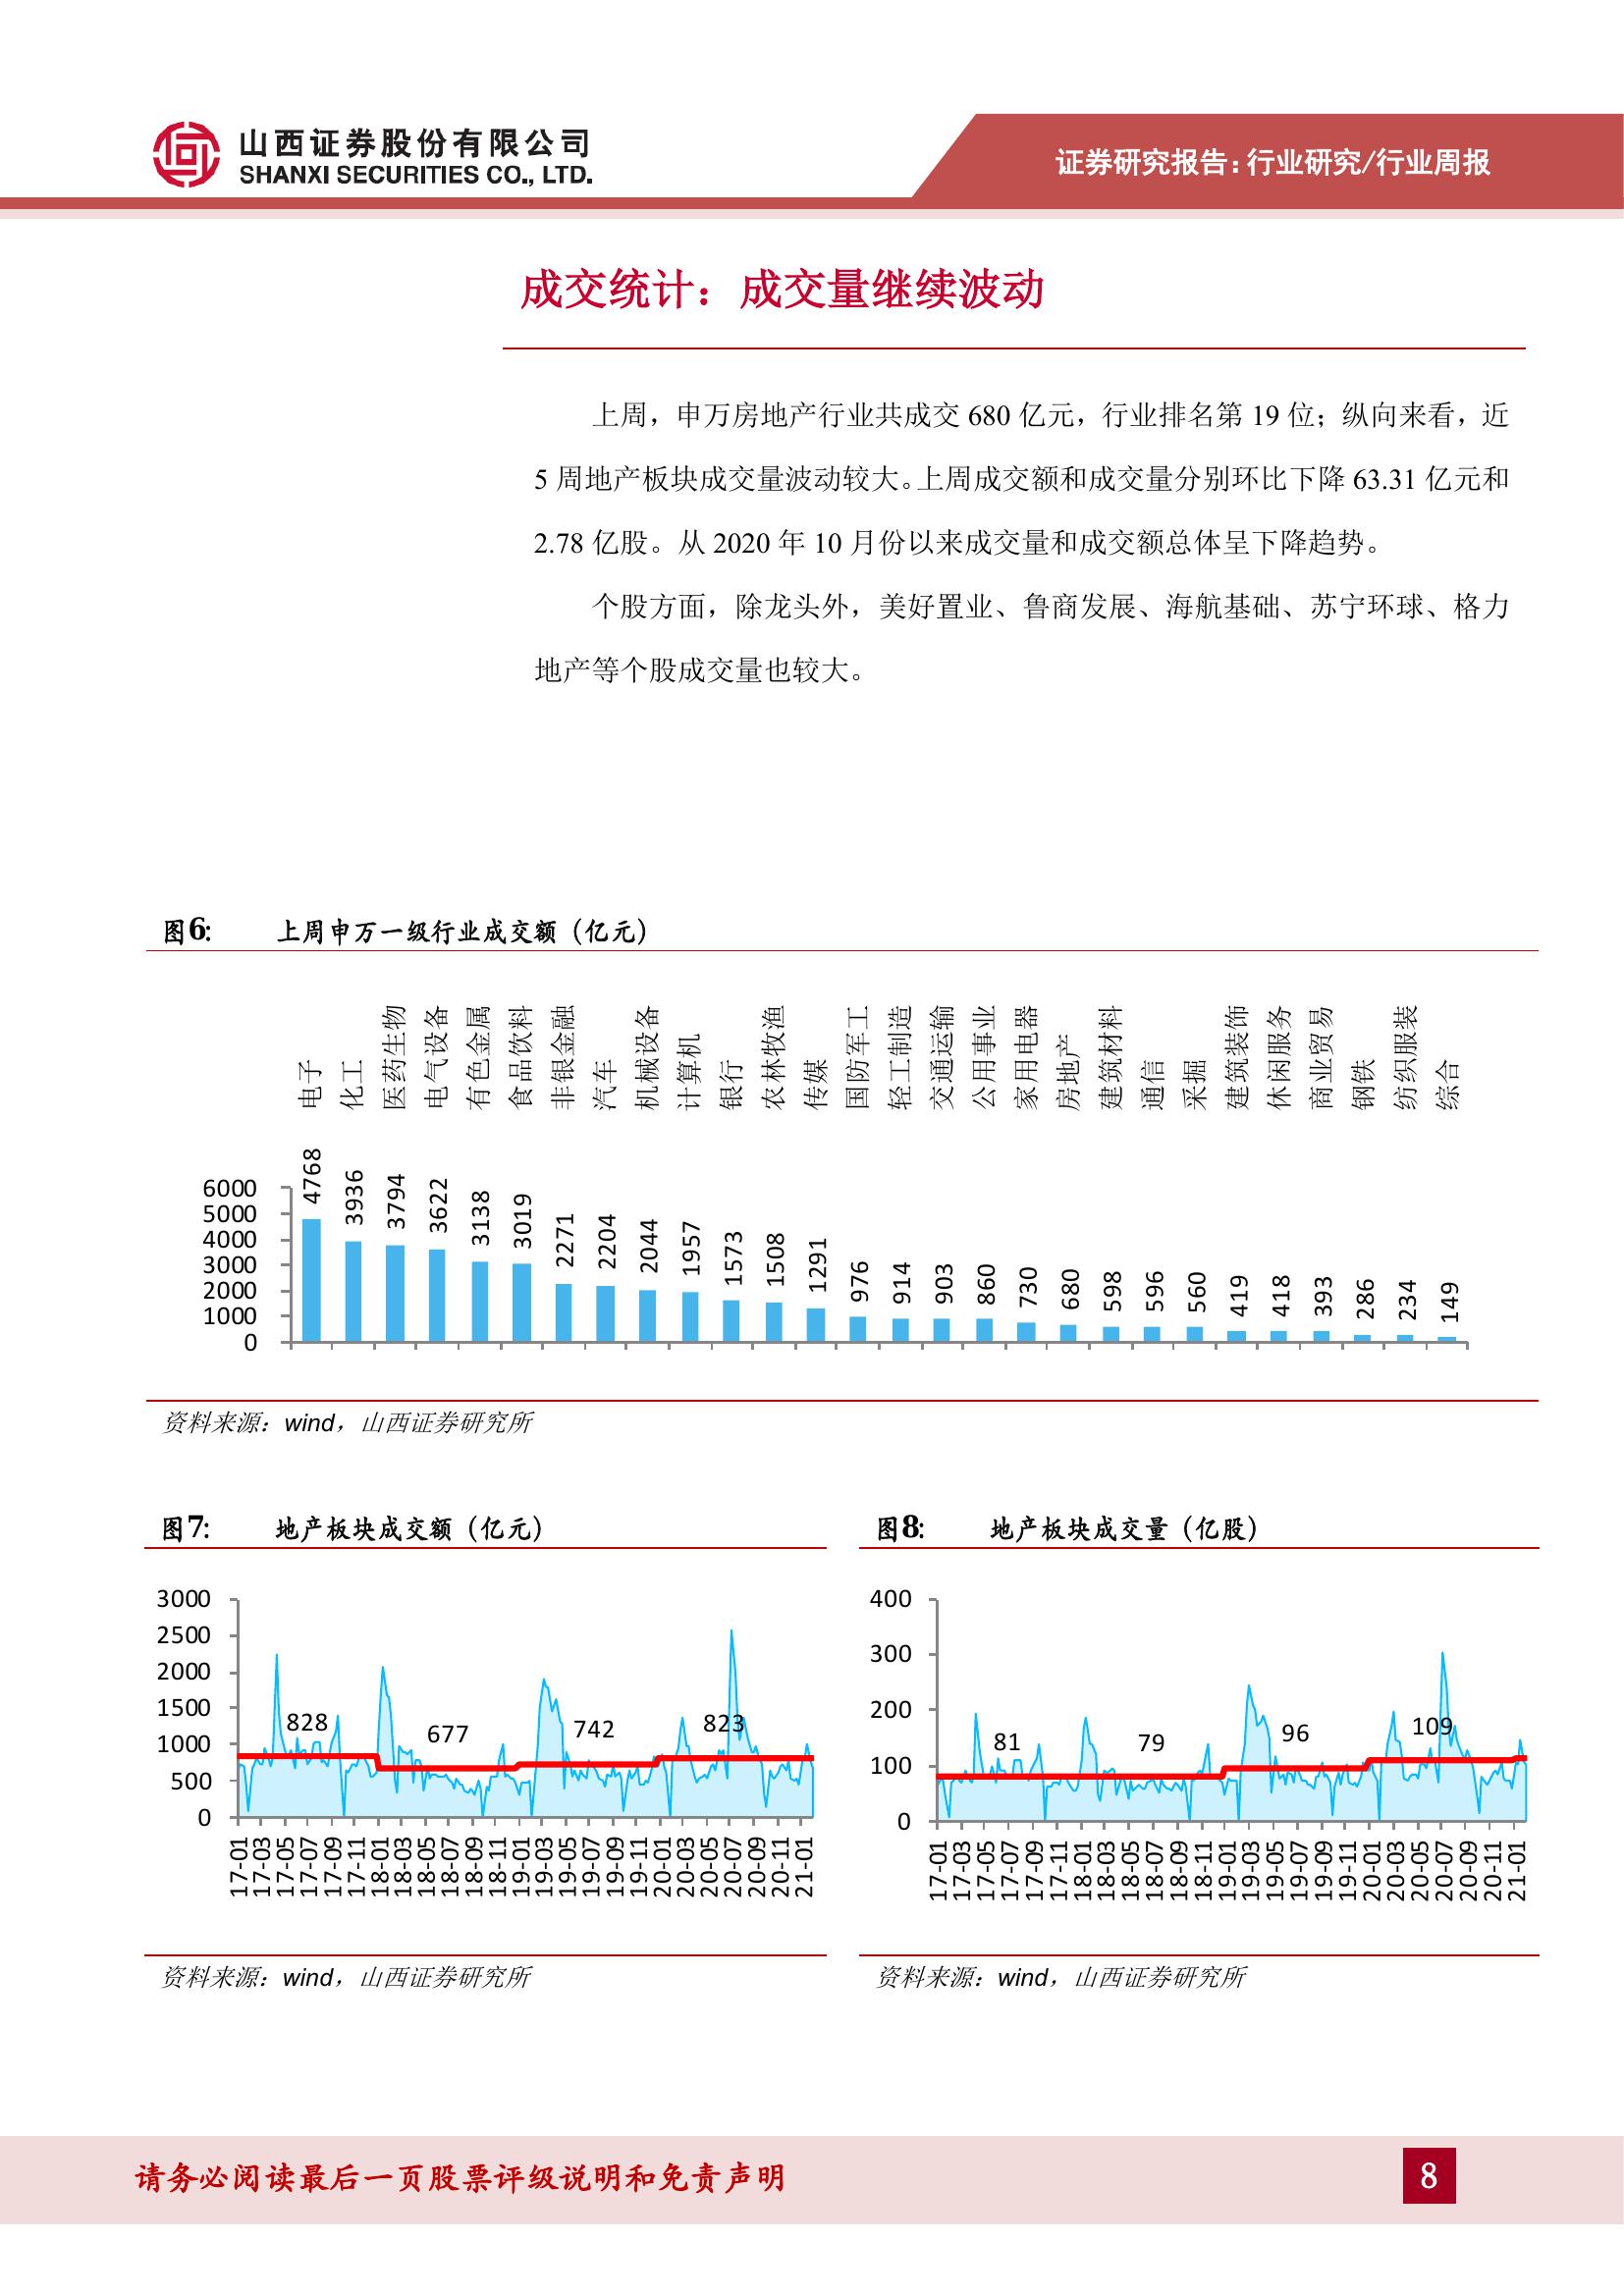 山西证券股份有限公司
SHANXI SECURITIES CO., LTD.
证券研究报告：行业研究/行业周报
成交统计：成交量继续波动
上周，申万房地产行业共成交 680 亿元，行业排名第 19 位；纵向来看，近
5 周地产板块成交量波动较大。上周成交额和成交量分别环比下降 63.31 亿元和
2.78 亿股。从 2020 年 10 月份以来成交量和成交额总体呈下降趋势。
个股方面，除龙头外，美好置业、鲁商发展、海航基础、苏宁环球、格力
地产等个股成交量也较大。
图6: 上周申万一级行业成交额（亿元）
电子 化工 医药生物 电气设备 有色金属 食品饮料 非银金融 汽车 机械设备 计算机 银行 农林牧渔 传媒 国防军工 轻工制造 交通运输 公用事业 家用电器 房地产 建筑材料 通信 采掘 建筑装饰 休闲服务 商业贸易 钢铁 纺织服装 综合
4768 3936 3794 3622 3138 3019 2271 2204 2044 1957 1573 1508 1291 976 914 903 860 730 680 598 596 560 419 418 393 286 234 149
6000
5000
4000
3000
2000
1000
0
资料来源：wind，山西证券研究所
图7: 地产板块成交额（亿元）
3000
2500
2000
1500
1000
500
0
828 677 742 823
17-01 17-03 17-05 17-07 17-09 17-11 18-01 18-03 18-05 18-07 18-09 18-11 19-01 19-03 19-05 19-07 19-09 19-11 20-01 20-03 20-05 20-07 20-09 20-11 21-01
资料来源：wind，山西证券研究所
图8: 地产板块成交量（亿股）
400
300
200
100
0
81 79 96 109
17-01 17-03 17-05 17-07 17-09 17-11 18-01 18-03 18-05 18-07 18-09 18-11 19-01 19-03 19-05 19-07 19-09 19-11 20-01 20-03 20-05 20-07 20-09 20-11 21-01
资料来源：wind，山西证券研究所
请务必阅读最后一页股票评级说明和免责声明
8